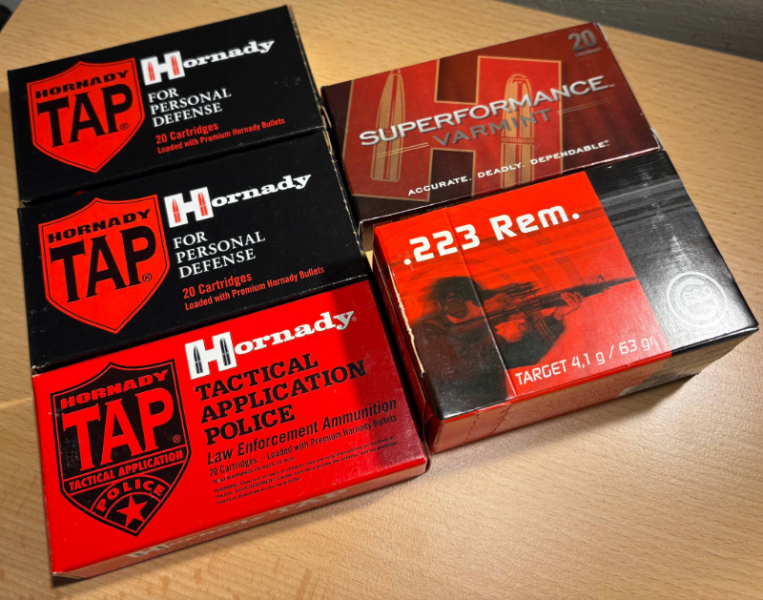 HORNADY
TAP®
Hornady
FOR
PERSONAL
DEFENSE
20 Cartridges
Loaded with Premium Hornady Bullets
HORNADY
TAP®
Hornady
FOR
PERSONAL
DEFENSE
20 Cartridges
Loaded with Premium Hornady Bullets
HORNADY
TAP®
TACTICAL APPLICATION
POLICE
Hornady®
TACTICAL
APPLICATION
POLICE
Law Enforcement Ammunition
20 Cartridges – Loaded with Premium Hornady Bullets
20
SUPERFORMANCE
VARMINT
ACCURATE. DEADLY. DEPENDABLE.
.223 Rem.
TARGET 4,1 g / 63 gr